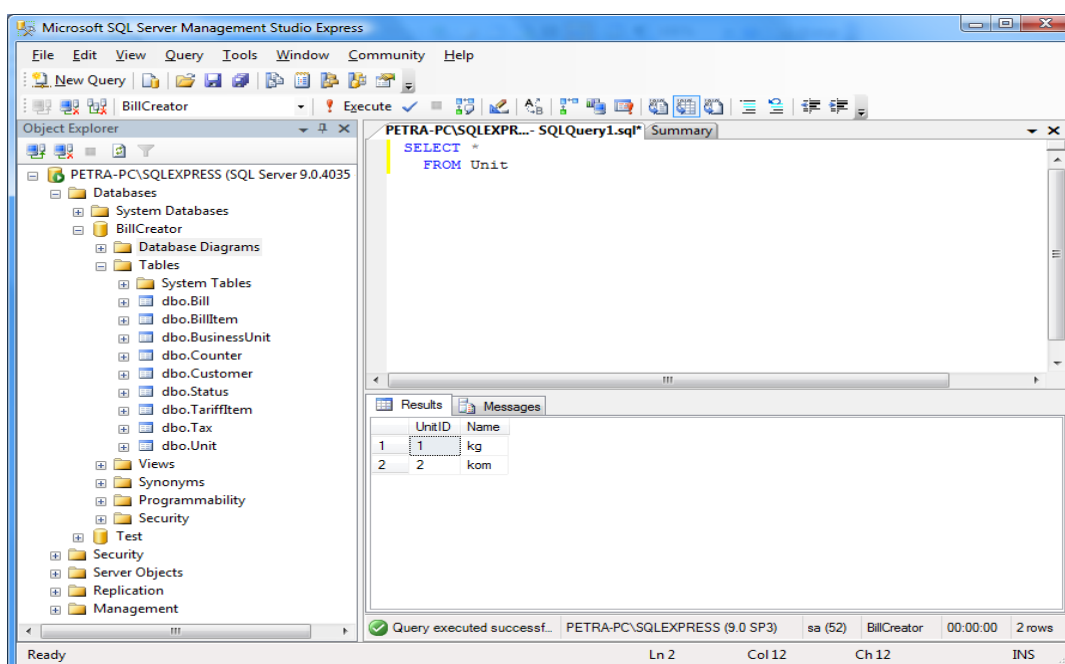 Microsoft SQL Server Management Studio Express
File Edit View Query Tools Window Community Help
New Query
BillCreator Execute
Object Explorer
PETRA-PC\SQLEXPRESS (SQL Server 9.0.4035
Databases
System Databases
BillCreator
Database Diagrams
Tables
System Tables
dbo.Bill
dbo.BillItem
dbo.BusinessUnit
dbo.Counter
dbo.Customer
dbo.Status
dbo.TariffItem
dbo.Tax
dbo.Unit
Views
Synonyms
Programmability
Security
Test
Security
Server Objects
Replication
Management
PETRA-PC\SQLEXPR...- SQLQuery1.sql* Summary
SELECT *
FROM Unit
Results Messages
UnitID Name
1 1 kg
2 2 kom
Query executed successf... PETRA-PC\SQLEXPRESS (9.0 SP3) sa (52) BillCreator 00:00:00 2 rows
Ready Ln 2 Col 12 Ch 12 INS